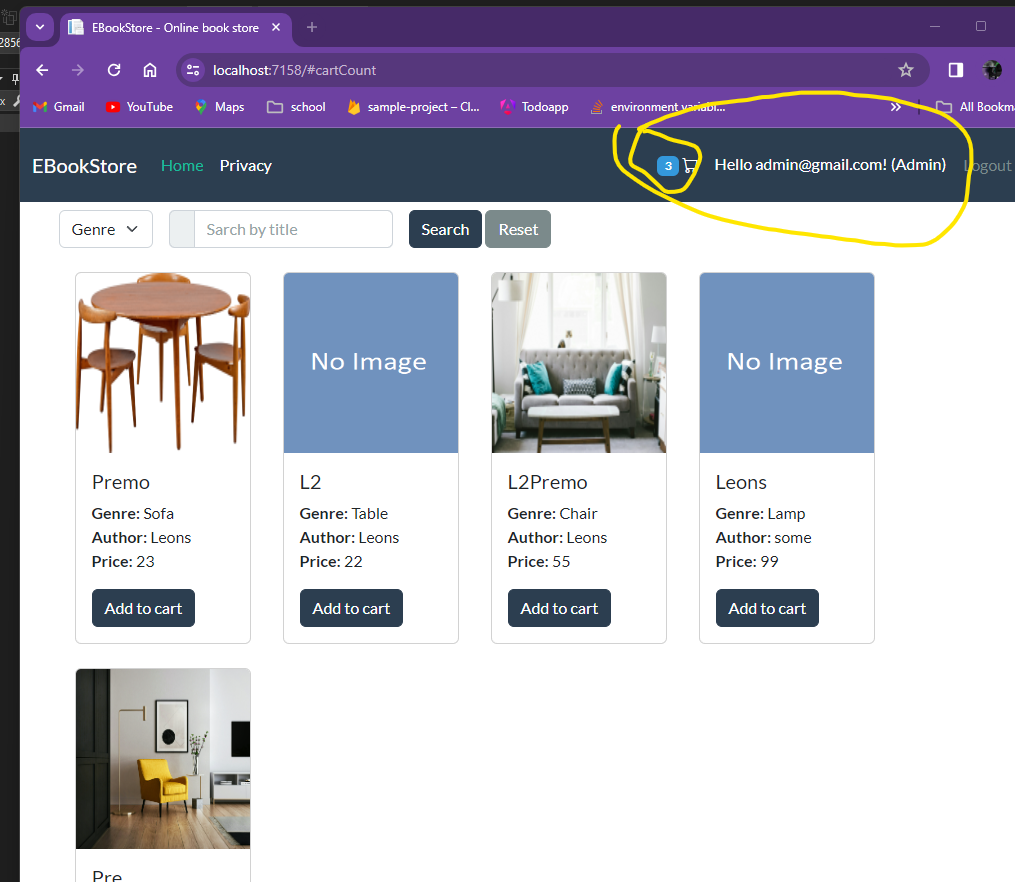 2856
x
EBookStore - Online book store
localhost:7158/#cartCount
Gmail YouTube Maps school sample-project – Cl... Todoapp environment variabl... » All Bookm
EBookStore Home Privacy 3 Hello admin@gmail.com! (Admin) Logout
Genre Sarch by title Search Reset
No Image No Image
Premo L2 L2Premo Leons
Genre: Sofa Genre: Table Genre: Chair Genre: Lamp
Author: Leons Author: Leons Author: Leons Author: some
Price: 23 Price: 22 Price: 55 Price: 99
Add to cart Add to cart Add to cart Add to cart
Pre